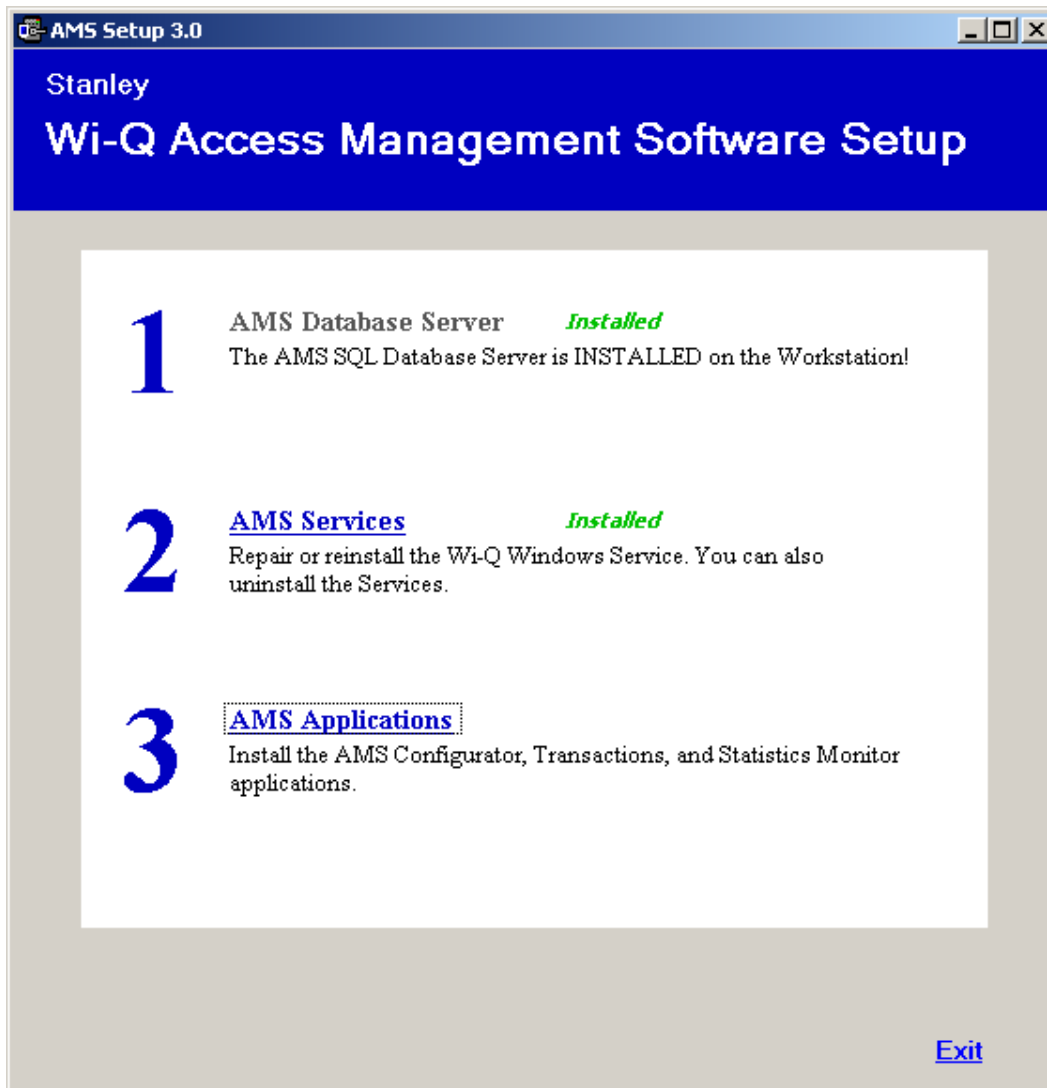 AMS Setup 3.0
Stanley
Wi-Q Access Management Software Setup
1
AMS Database Server Installed
The AMS SQL Database Server is INSTALLED on the Workstation!
2
AMS Services Installed
Repair or reinstall the Wi-Q Windows Service. You can also
uninstall the Services.
3
AMS Applications
Install the AMS Configurator, Transactions, and Statistics Monitor
applications.
Exit